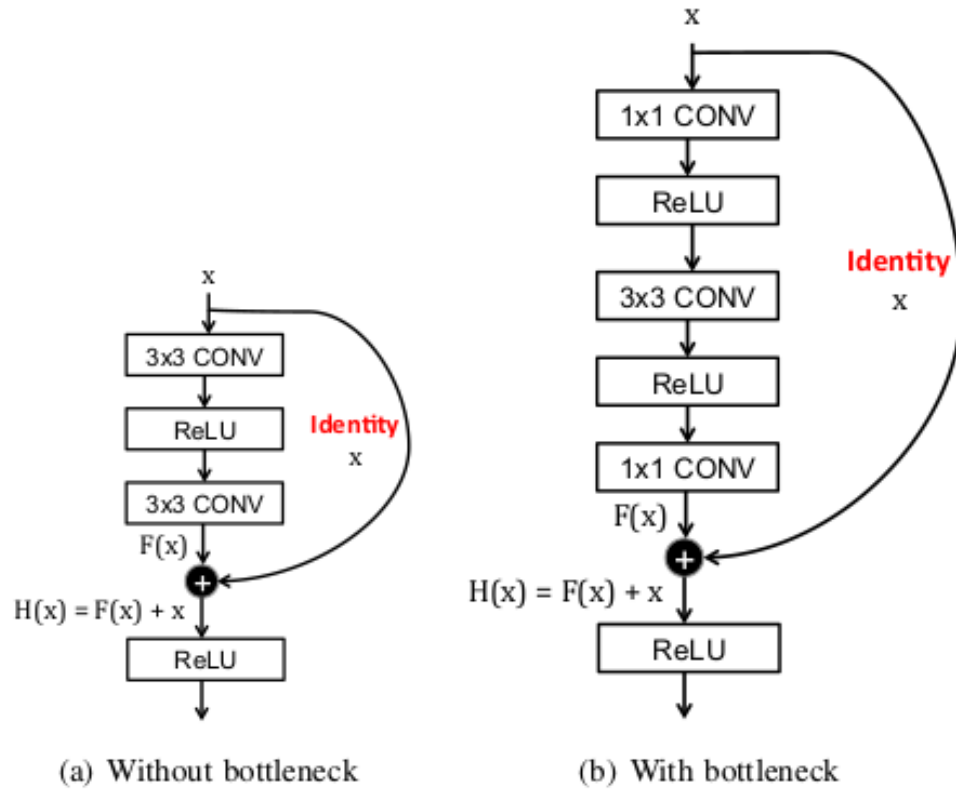 x
3x3 CONV
ReLU
Identity
x
3x3 CONV
F(x)
+
H(x) = F(x) + x
ReLU
(a) Without bottleneck
x
1x1 CONV
ReLU
Identity
x
3x3 CONV
ReLU
1x1 CONV
F(x)
+
H(x) = F(x) + x
ReLU
(b) With bottleneck